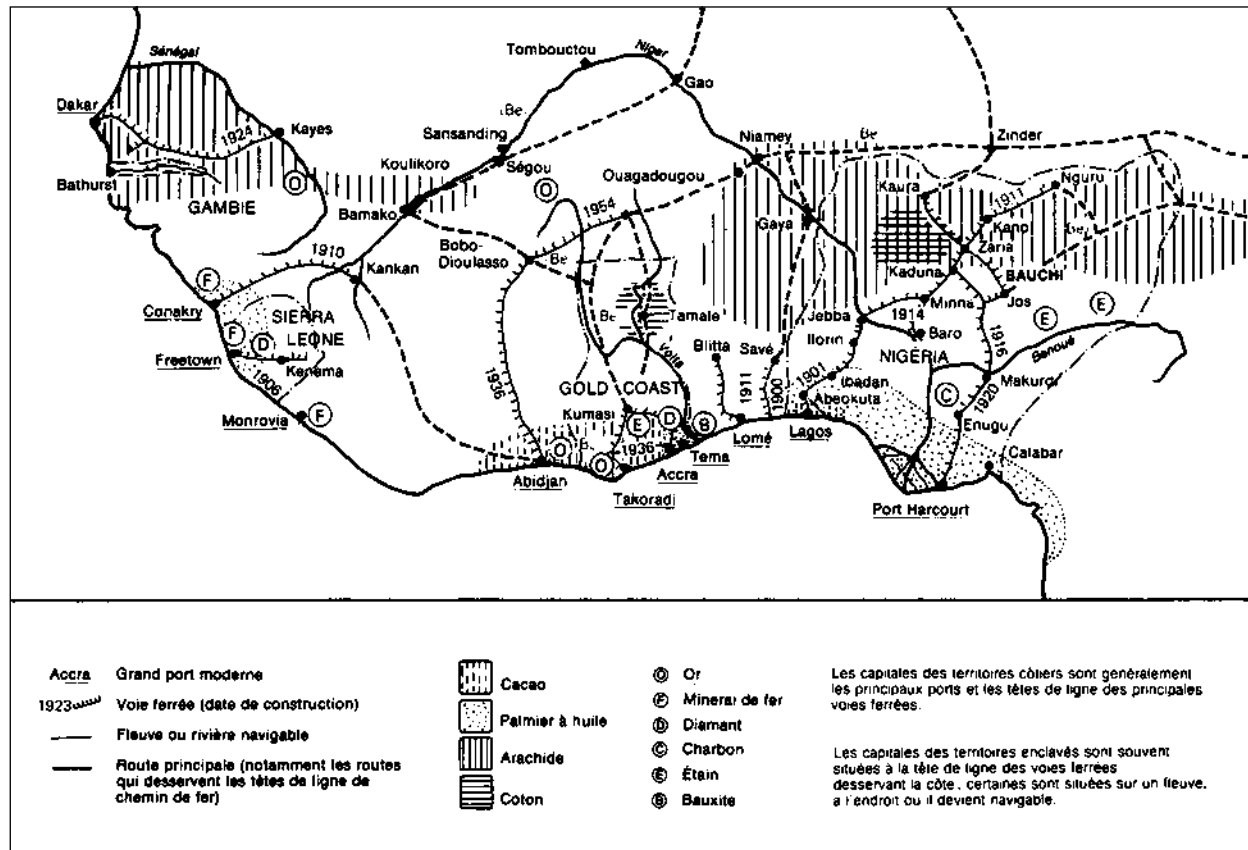 Sénégal
Tombouctou
Niger
Gao
Dakar
1924
Kayes
Be
Sansanding
Ségou
Niamey
Be
Zinder
Koulikoro
Bathurst
GAMBIE
O
O
Ouagadougou
Kaura
1911
Nguru
Bamako
1954
Gaya
Kano
Be
Bobo-
Dioulasso
Be
Zaria
1910
Kankan
Kaduna
BAUCHI
F
Conakry
SIERRA
LEONE
F
D
Freetown
Kenema
1906
Monrovia
F
1936
Be
Tamale
Volta
Jebba
Minna
Jos
1914
Baro
E
E
Ilorin
NIGERIA
1916
Benoué
Blitta
Savé
GOLD COAST
1911
1900
1901
Ibadan
Abeokuta
Makurdi
C
1920
Enugu
Kumasi
E
D
B
Lomé
Lagos
Calabar
O
B
1936
Tema
Accra
O
Abidjan
Takoradi
Port Harcourt
Accra Grand port moderne
1923 Voie ferrée (date de construction)
Fleuve ou rivière navigable
Route principale (notamment les routes
qui desservent les têtes de ligne de
chemin de fer)
Cacao
Palmier à huile
Arachide
Coton
O Or
F Minerai de fer
D Diamant
C Charbon
E Étain
B Bauxite
Les capitales des territoires côtiers sont généralement
les principaux ports et les têtes de ligne des principales
voies ferrées.
Les capitales des territoires enclavés sont souvent
situées à la tête de ligne des voies ferrées
desservant la côte, certaines sont situées sur un fleuve,
a l'endroit ou il devient navigable.